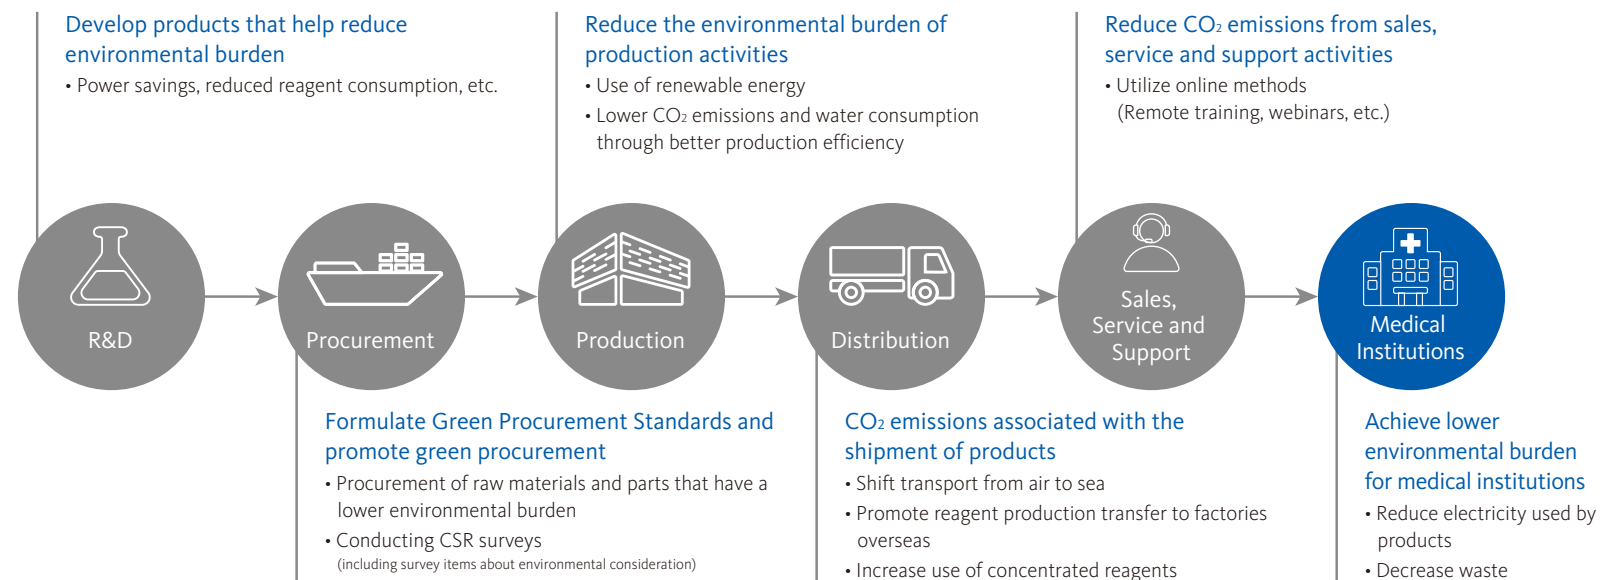 Develop products that help reduce
environmental burden
• Power savings, reduced reagent consumption, etc.
Reduce the environmental burden of
production activities
• Use of renewable energy
• Lower CO₂ emissions and water consumption
through better production efficiency
Reduce CO₂ emissions from sales,
service and support activities
• Utilize online methods
(Remote training, webinars, etc.)
R&D
Procurement
Production
Distribution
Sales,
Service and
Support
Medical
Institutions
Formulate Green Procurement Standards and
promote green procurement
• Procurement of raw materials and parts that have a
lower environmental burden
• Conducting CSR surveys
(including survey items about environmental consideration)
CO₂ emissions associated with the
shipment of products
• Shift transport from air to sea
• Promote reagent production transfer to factories
overseas
• Increase use of concentrated reagents
Achieve lower
environmental burden
for medical institutions
• Reduce electricity used by
products
• Decrease waste